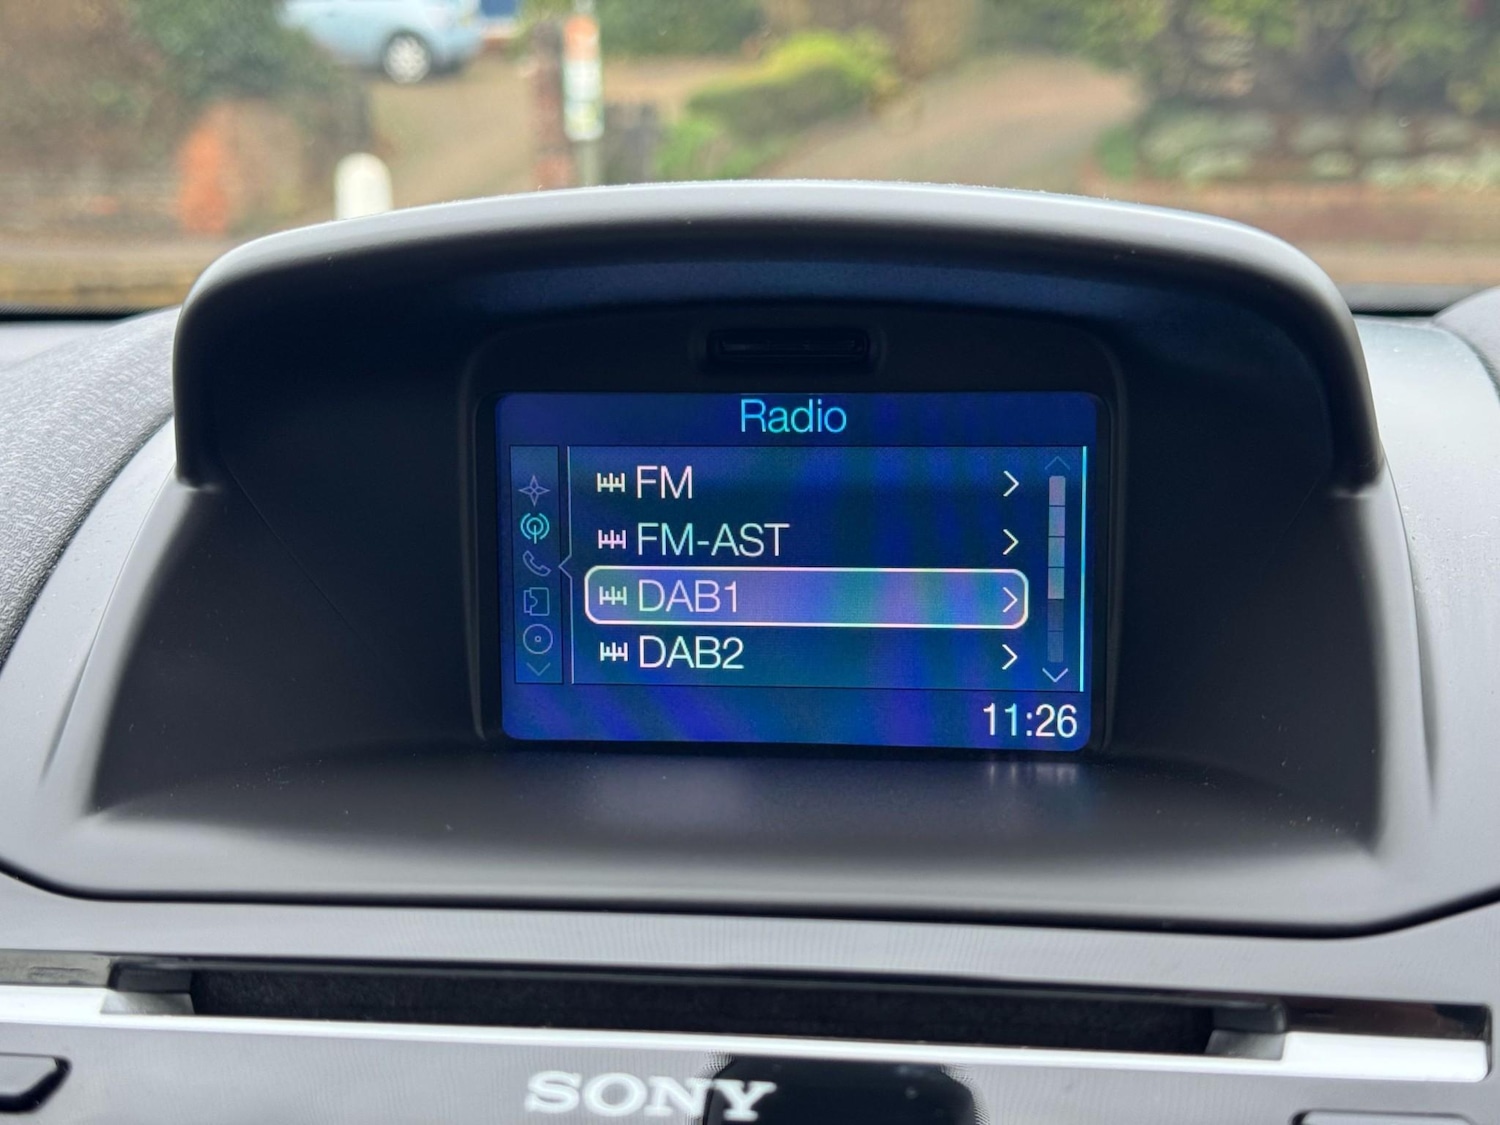 Radio
FM
FM-AST
DAB1
DAB2
11:26
SONY